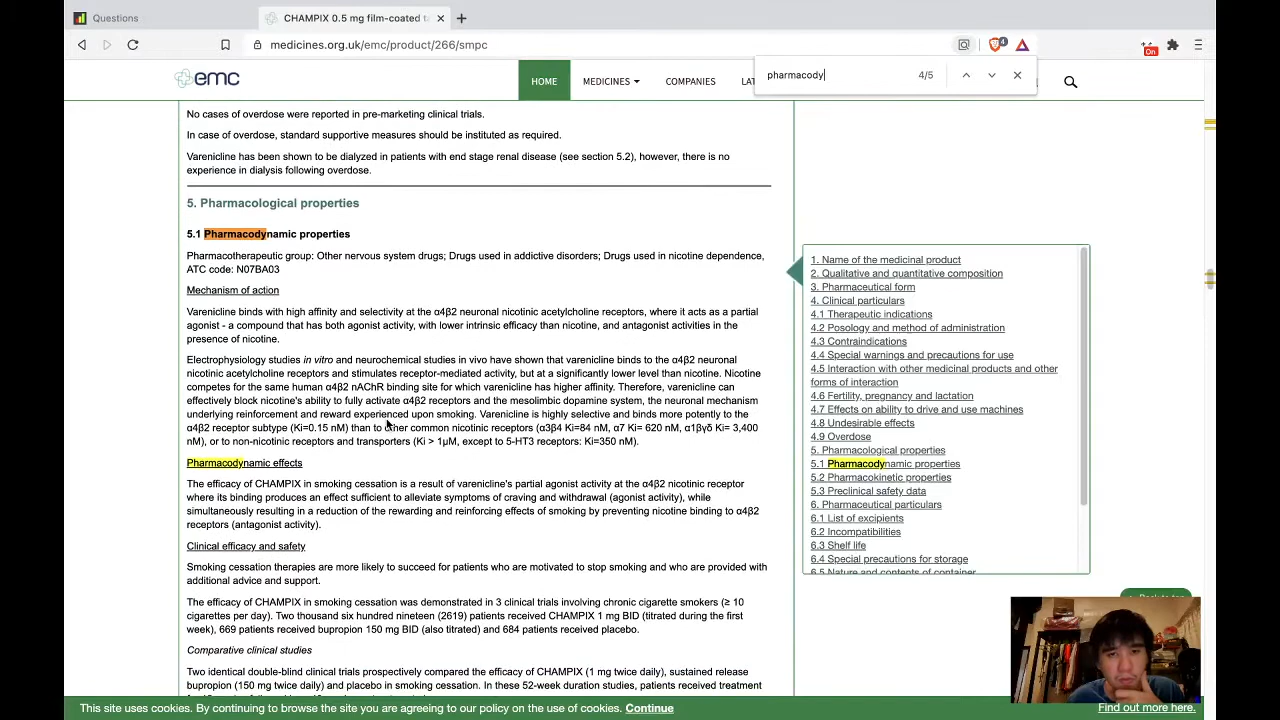 Questions
CHAMPIX 0.5 mg film-coated ta
medicines.org.uk/emc/product/266/smpc
4
On
pharmacody
4/5
emc
HOME
MEDICINES
COMPANIES
LAT
No cases of overdose were reported in pre-marketing clinical trials.
In case of overdose, standard supportive measures should be instituted as required.
Varenicline has been shown to be dialyzed in patients with end stage renal disease (see section 5.2), however, there is no
experience in dialysis following overdose.
5. Pharmacological properties
5.1 Pharmacodynamic properties
Pharmacotherapeutic group: Other nervous system drugs; Drugs used in addictive disorders; Drugs used in nicotine dependence,
ATC code: N07BA03
Mechanism of action
Varenicline binds with high affinity and selectivity at the α4β2 neuronal nicotinic acetylcholine receptors, where it acts as a partial
agonist - a compound that has both agonist activity, with lower intrinsic efficacy than nicotine, and antagonist activities in the
presence of nicotine.
Electrophysiology studies in vitro and neurochemical studies in vivo have shown that varenicline binds to the α4β2 neuronal
nicotinic acetylcholine receptors and stimulates receptor-mediated activity, but at a significantly lower level than nicotine. Nicotine
competes for the same human α4β2 nAChR binding site for which varenicline has higher affinity. Therefore, varenicline can
effectively block nicotine's ability to fully activate α4β2 receptors and the mesolimbic dopamine system, the neuronal mechanism
underlying reinforcement and reward experienced upon smoking. Varenicline is highly selective and binds more potently to the
α4β2 receptor subtype (Ki=0.15 nM) than to other common nicotinic receptors (α3β4 Ki=84 nM, α7 Ki= 620 nM, α1βγδ Ki= 3,400
nM), or to non-nicotinic receptors and transporters (Ki > 1µM, except to 5-HT3 receptors: Ki=350 nM).
Pharmacodynamic effects
The efficacy of CHAMPIX in smoking cessation is a result of varenicline's partial agonist activity at the α4β2 nicotinic receptor
where its binding produces an effect sufficient to alleviate symptoms of craving and withdrawal (agonist activity), while
simultaneously resulting in a reduction of the rewarding and reinforcing effects of smoking by preventing nicotine binding to α4β2
receptors (antagonist activity).
Clinical efficacy and safety
Smoking cessation therapies are more likely to succeed for patients who are motivated to stop smoking and who are provided with
additional advice and support.
The efficacy of CHAMPIX in smoking cessation was demonstrated in 3 clinical trials involving chronic cigarette smokers (≥ 10
cigarettes per day). Two thousand six hundred nineteen (2619) patients received CHAMPIX 1 mg BID (titrated during the first
week), 669 patients received bupropion 150 mg BID (also titrated) and 684 patients received placebo.
Comparative clinical studies
Two identical double-blind clinical trials prospectively compared the efficacy of CHAMPIX (1 mg twice daily), sustained release
bupropion (150 mg twice daily) and placebo in smoking cessation. In these 52-week duration studies, patients received treatment
1. Name of the medicinal product
2. Qualitative and quantitative composition
3. Pharmaceutical form
4. Clinical particulars
4.1 Therapeutic indications
4.2 Posology and method of administration
4.3 Contraindications
4.4 Special warnings and precautions for use
4.5 Interaction with other medicinal products and other
forms of interaction
4.6 Fertility, pregnancy and lactation
4.7 Effects on ability to drive and use machines
4.8 Undesirable effects
4.9 Overdose
5. Pharmacological properties
5.1 Pharmacodynamic properties
5.2 Pharmacokinetic properties
5.3 Preclinical safety data
6. Pharmaceutical particulars
6.1 List of excipients
6.2 Incompatibilities
6.3 Shelf life
6.4 Special precautions for storage
6.5 Nature and contents of container
This site uses cookies. By continuing to browse the site you are agreeing to our policy on the use of cookies. Continue
Find out more here.